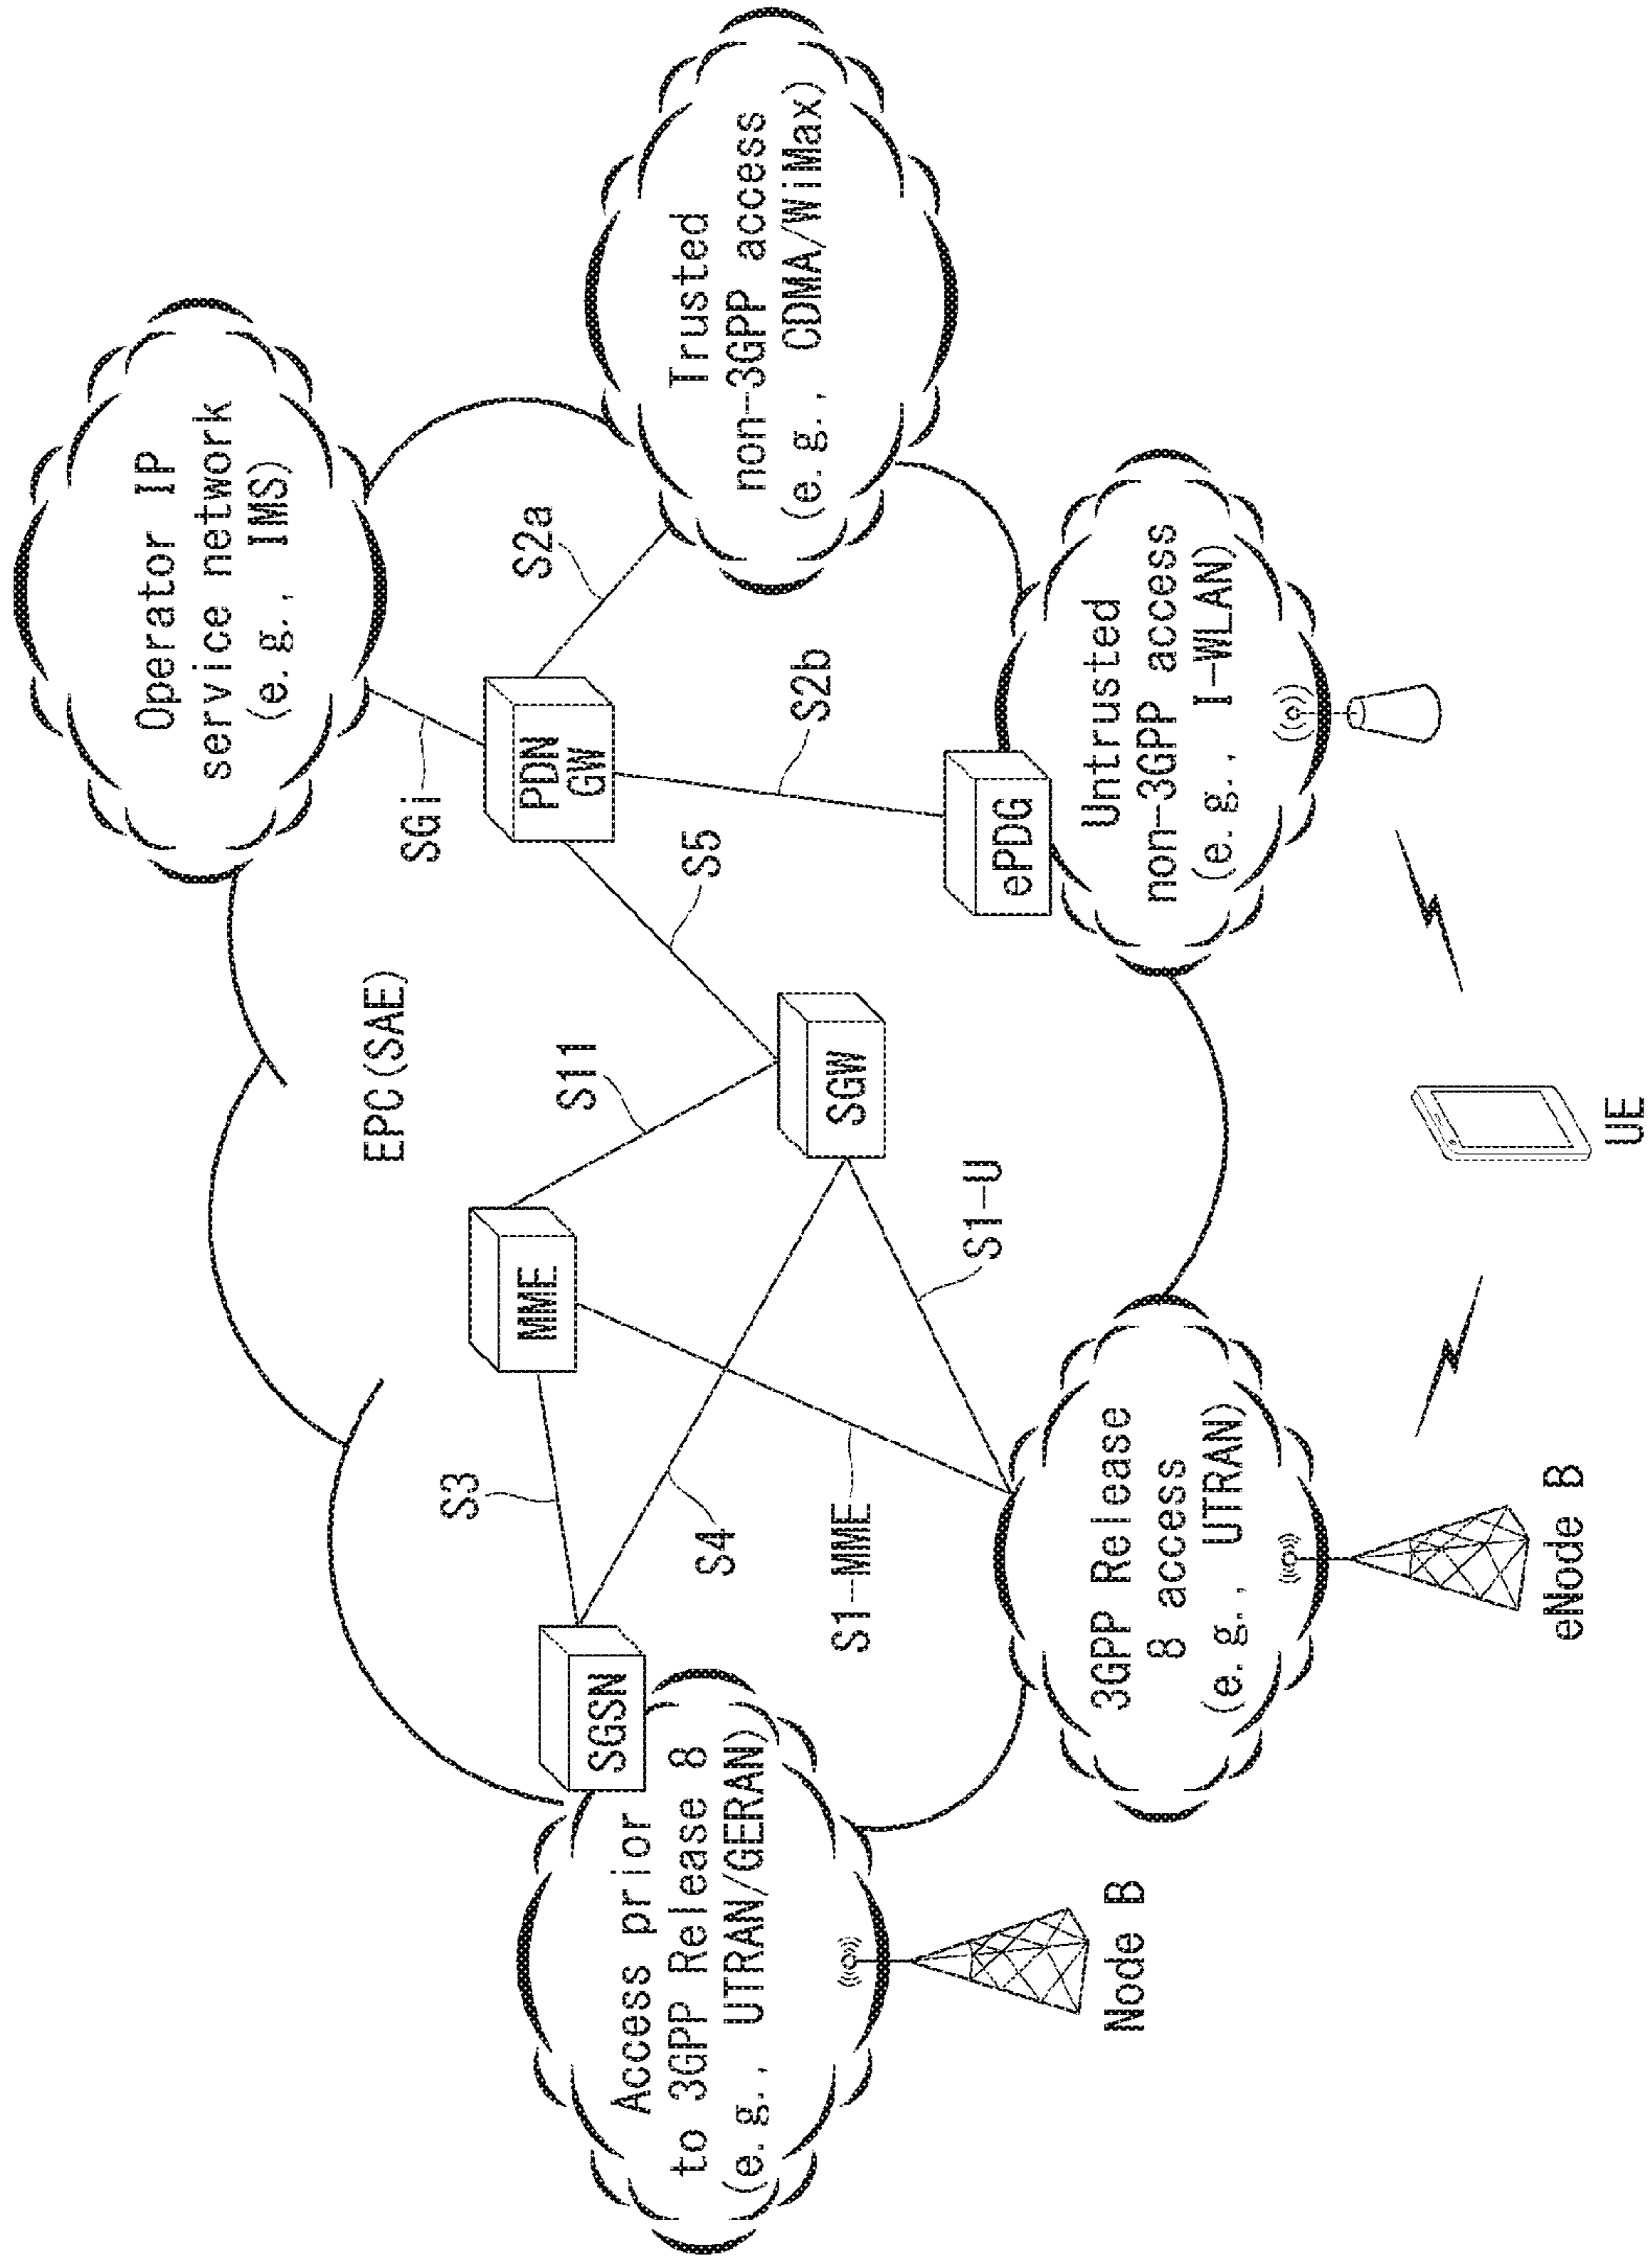 Operator IP
service network
(e.g., IMS)
SGi
S2a
Trusted
non-3GPP access
(e.g., CDMA/WiMax)
EPC(SAE)
PDN
GW
S5
S2b
S11
MME
SGW
ePDG
Untrusted
non-3GPP access
(e.g., I-WLAN)
S3
S4
S1-MME
S1-U
SGSN
Access prior
to 3GPP Release 8
(e.g., UTRAN/GERAN)
3GPP Release
8 access
(e.g., UTRAN)
Node B
eNode B
UE